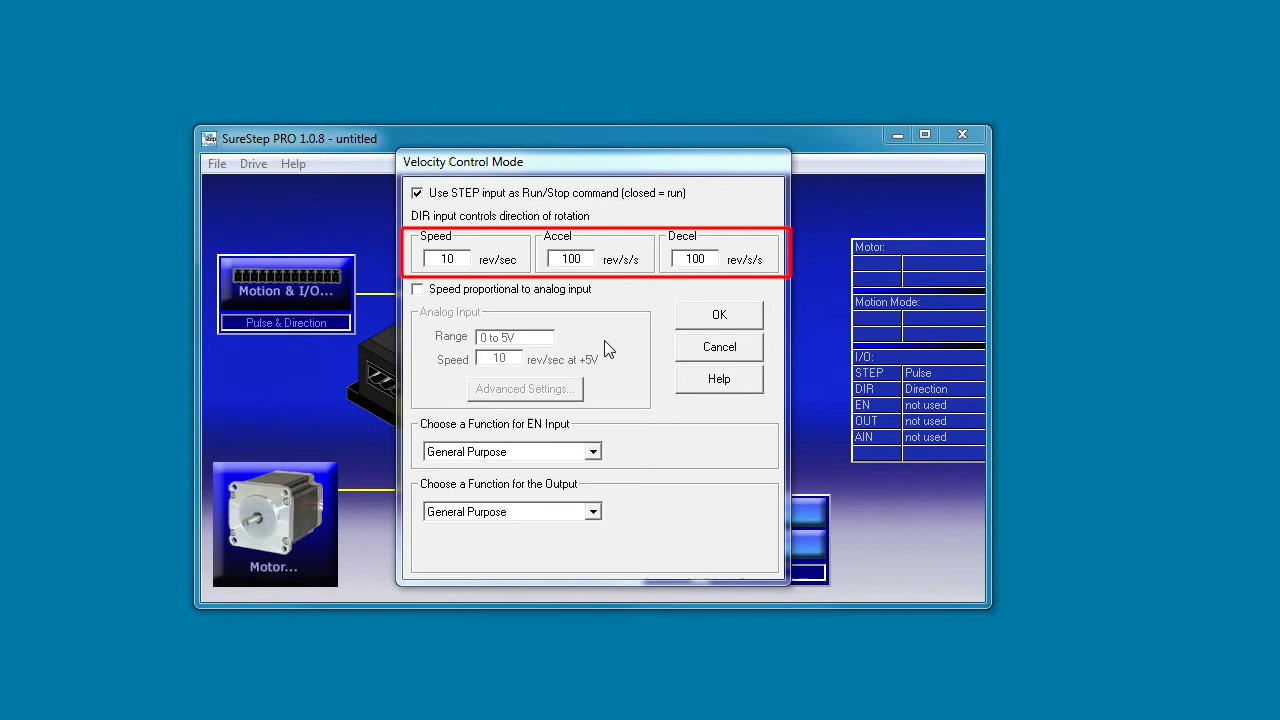 SureStep PRO 1.0.8 - untitled
File Drive Help
Velocity Control Mode
Use STEP input as Run/Stop command (closed = run)
DIR input controls direction of rotation
Speed Accel Decel
10 rev/sec 100 rev/s/s 100 rev/s/s
Speed proportional to analog input
Analog Input
Range 0 to 5V
Speed 10 rev/sec at +5V
Advanced Settings...
OK
Cancel
Help
Choose a Function for EN Input
General Purpose
Choose a Function for the Output
General Purpose
Motion & I/O...
Pulse & Direction
Motor...
Motor:
Motion Mode:
I/O:
STEP Pulse
DIR Direction
EN not used
OUT not used
AIN not used